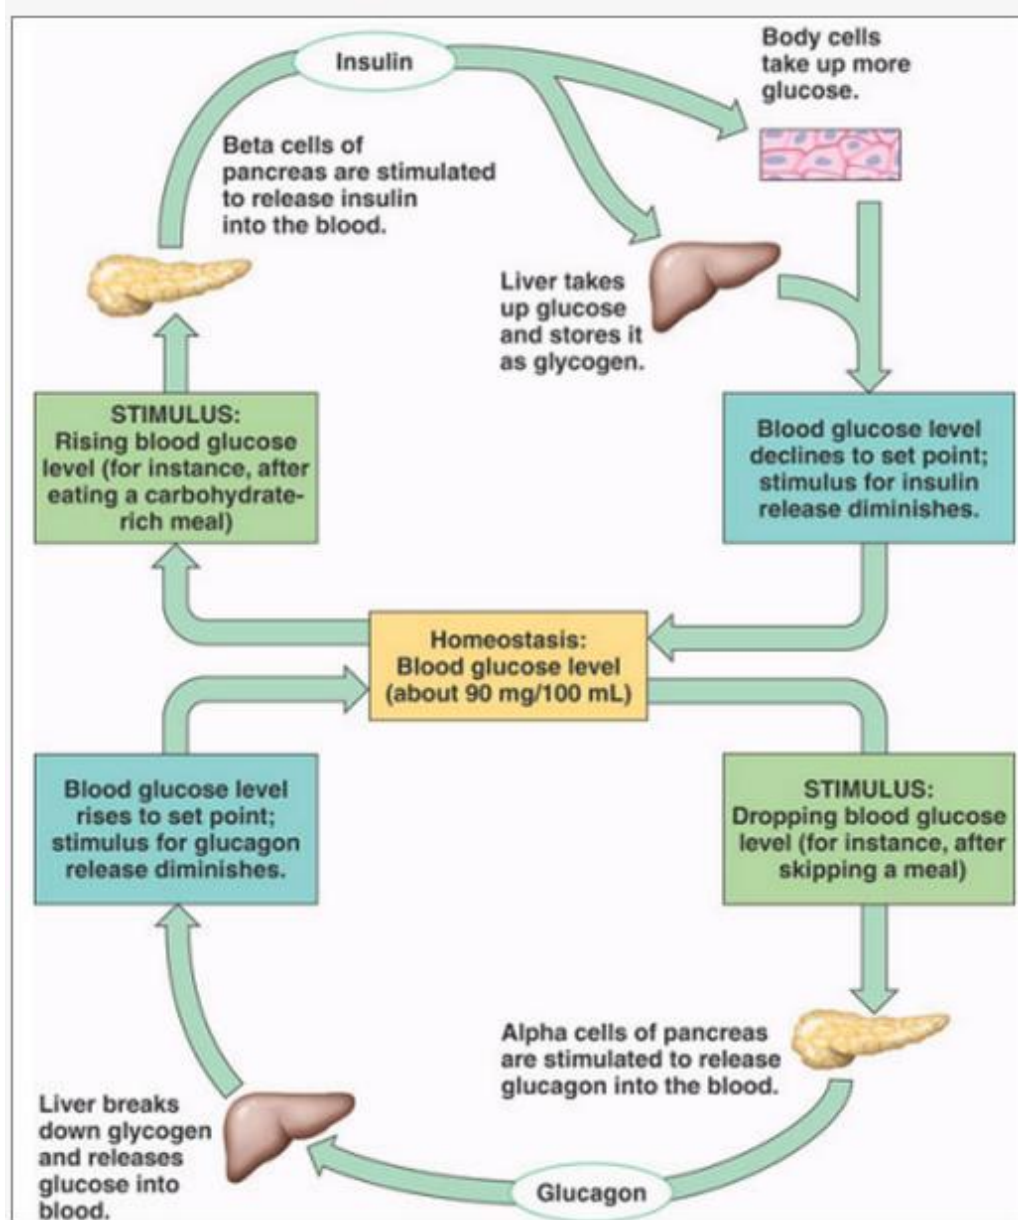 Insulin
Body cells
take up more
glucose.
Beta cells of
pancreas are stimulated
to release insulin
into the blood.
Liver takes
up glucose
and stores it
as glycogen.
STIMULUS:
Rising blood glucose
level (for instance, after
eating a carbohydrate-
rich meal)
Blood glucose level
declines to set point;
stimulus for insulin
release diminishes.
Homeostasis:
Blood glucose level
(about 90 mg/100 mL)
Blood glucose level
rises to set point;
stimulus for glucagon
release diminishes.
STIMULUS:
Dropping blood glucose
level (for instance, after
skipping a meal)
Alpha cells of pancreas
are stimulated to release
glucagon into the blood.
Liver breaks
down glycogen
and releases
glucose into
blood.
Glucagon